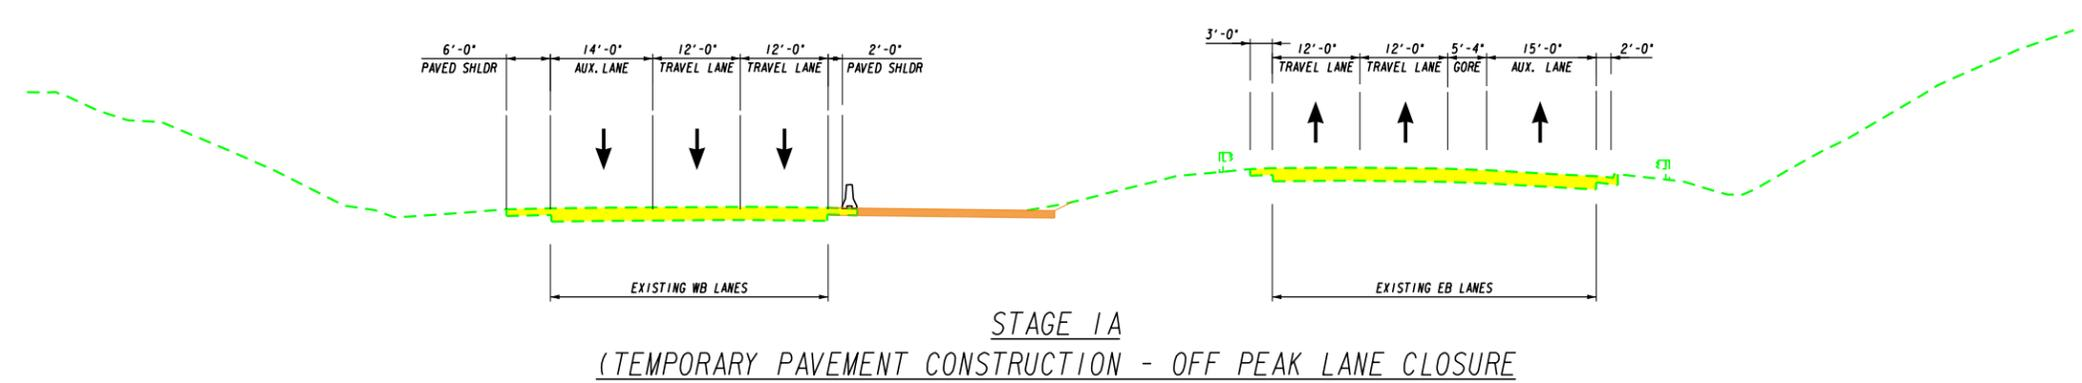 6'-0" 14'-0" 12'-0" 12'-0" 2'-0"
PAVED SHLDR AUX. LANE TRAVEL LANE TRAVEL LANE PAVED SHLDR
3'-0" 12'-0" 12'-0" 5'-4" 15'-0" 2'-0"
TRAVEL LANE TRAVEL LANE GORE AUX. LANE
EXISTING WB LANES
EXISTING EB LANES
STAGE 1A
(TEMPORARY PAVEMENT CONSTRUCTION - OFF PEAK LANE CLOSURE